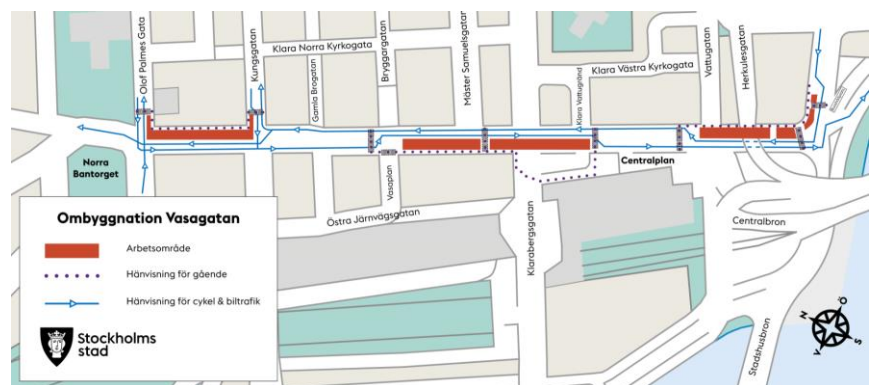 Olof Palmes Gata
Klara Norra Kyrkogata
Kungsgatan
Gamla Brogatan
Bryggargatan
Mäster Samuelsgatan
Klara Vattugränd
Klara Västra Kyrkogata
Vattugatan
Herkulesgatan
Norra
Bantorget
Vasaplan
Centralplan
Östra Järnvägsgatan
Klarabergsgatan
Centralbron
Stadshusbron
Ombyggnation Vasagatan
Arbetsområde
Hänvisning för gående
Hänvisning för cykel & biltrafik
Stockholms
stad
N
Ö
V
S